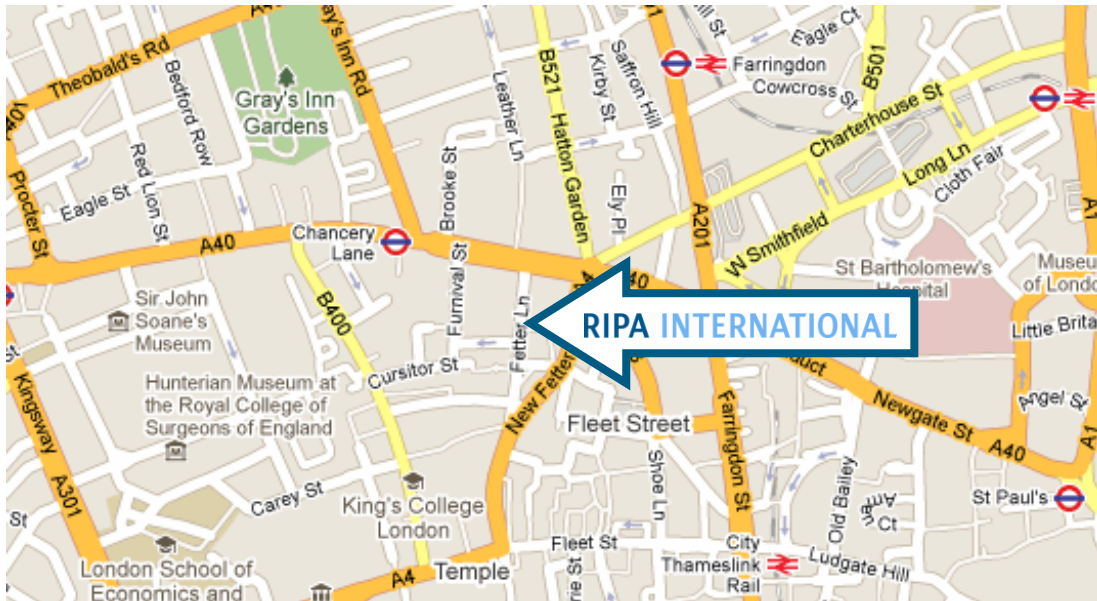 Theobald's Rd
Bedford Row
Gray's Inn
Gardens
Gray's Inn Rd
Leather Ln
B521
Hatton Garden
Kirby St
Saffron Hill
Eagle Ct
Farringdon
Cowcross St
B501
Charterhouse St
Long Ln
Cloth Fair
Procter St
Eagle St
Red Lion St
Brooke St
Ely Pl
A201
W Smithfield
A40
Chancery
Lane
St Bartholomew's
Hospital
Museu
of Londo
Sir John
Soane's
Museum
B400
Furnival St
Fetter Ln
RIPA INTERNATIONAL
Little Brita
Cursitor St
Hunterian Museum at
the Royal College of
Surgeons of England
New Fetter
Fleet Street
Newgate St
A40
Angel St
A1
Kingsway
A301
Carey St
King's College
London
Shoe Ln
Farringdon St
Old Bailey
St Paul's
London School of
Economics and
A4
Temple
Fleet St
City
Thameslink
Rail
Ludgate Hill